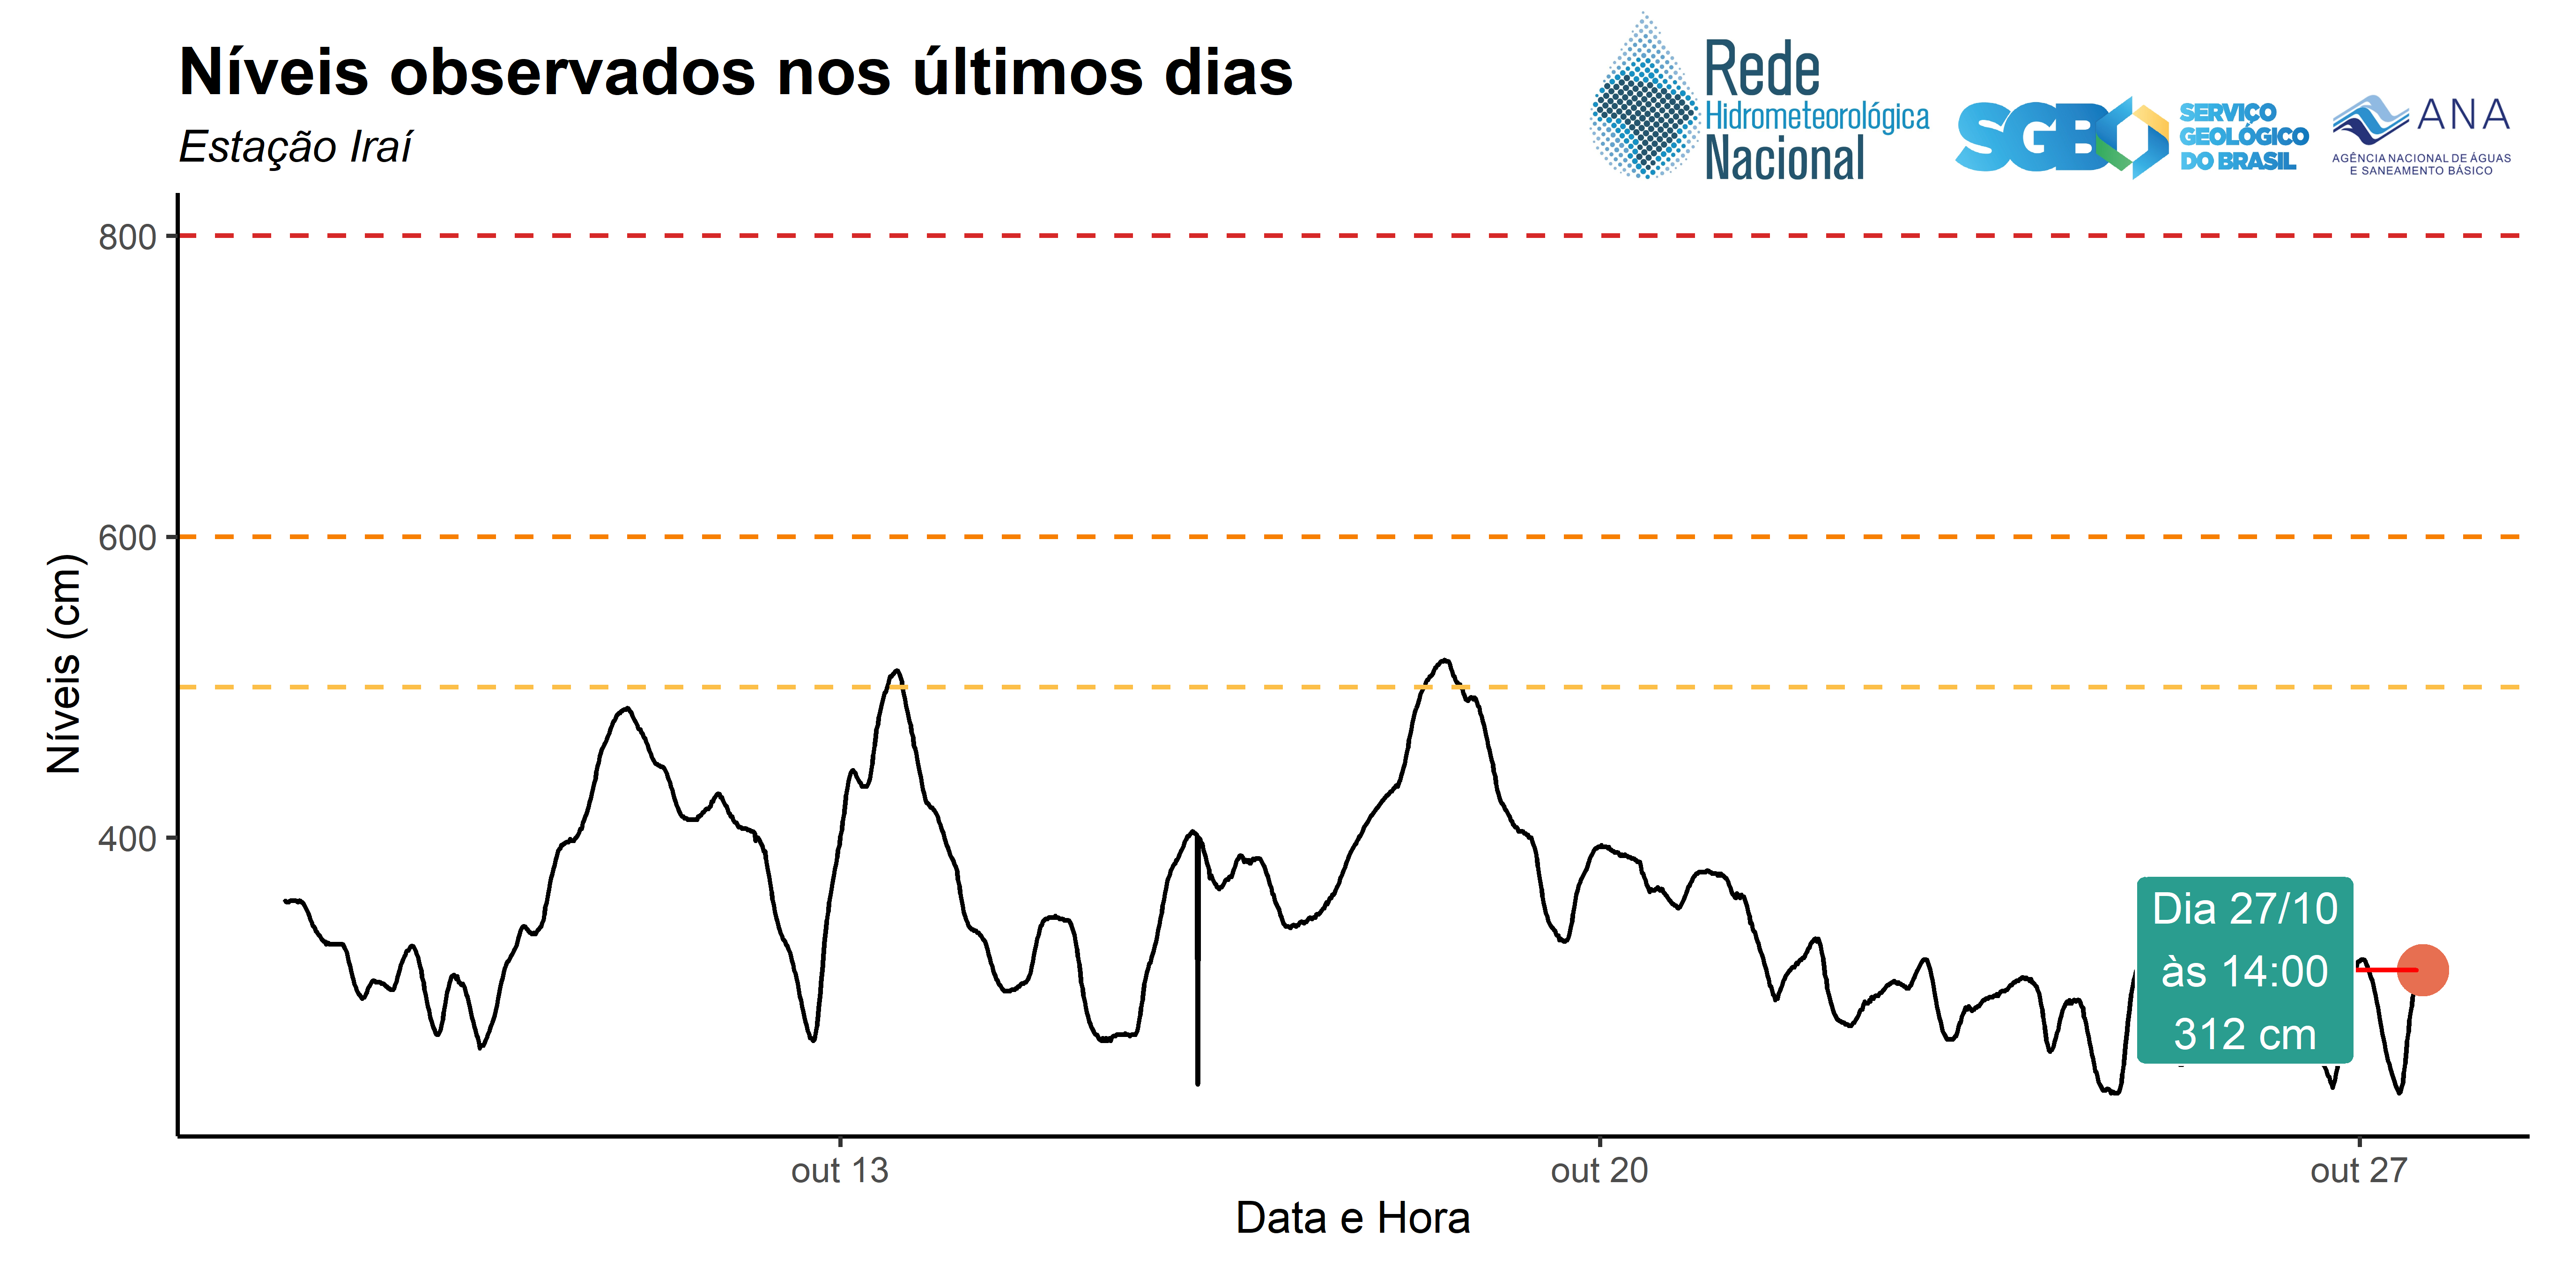 Níveis observados nos últimos dias
Estação Iraí
Rede
Hidrometeorológica
Nacional
SGB
SERVIÇO
GEOLÓGICO
DO BRASIL
ANA
AGÊNCIA NACIONAL DE ÁGUAS
E SANEAMENTO BÁSICO
Níveis (cm)
800
600
400
Dia 27/10
às 14:00
312 cm
out 13
out 20
out 27
Data e Hora